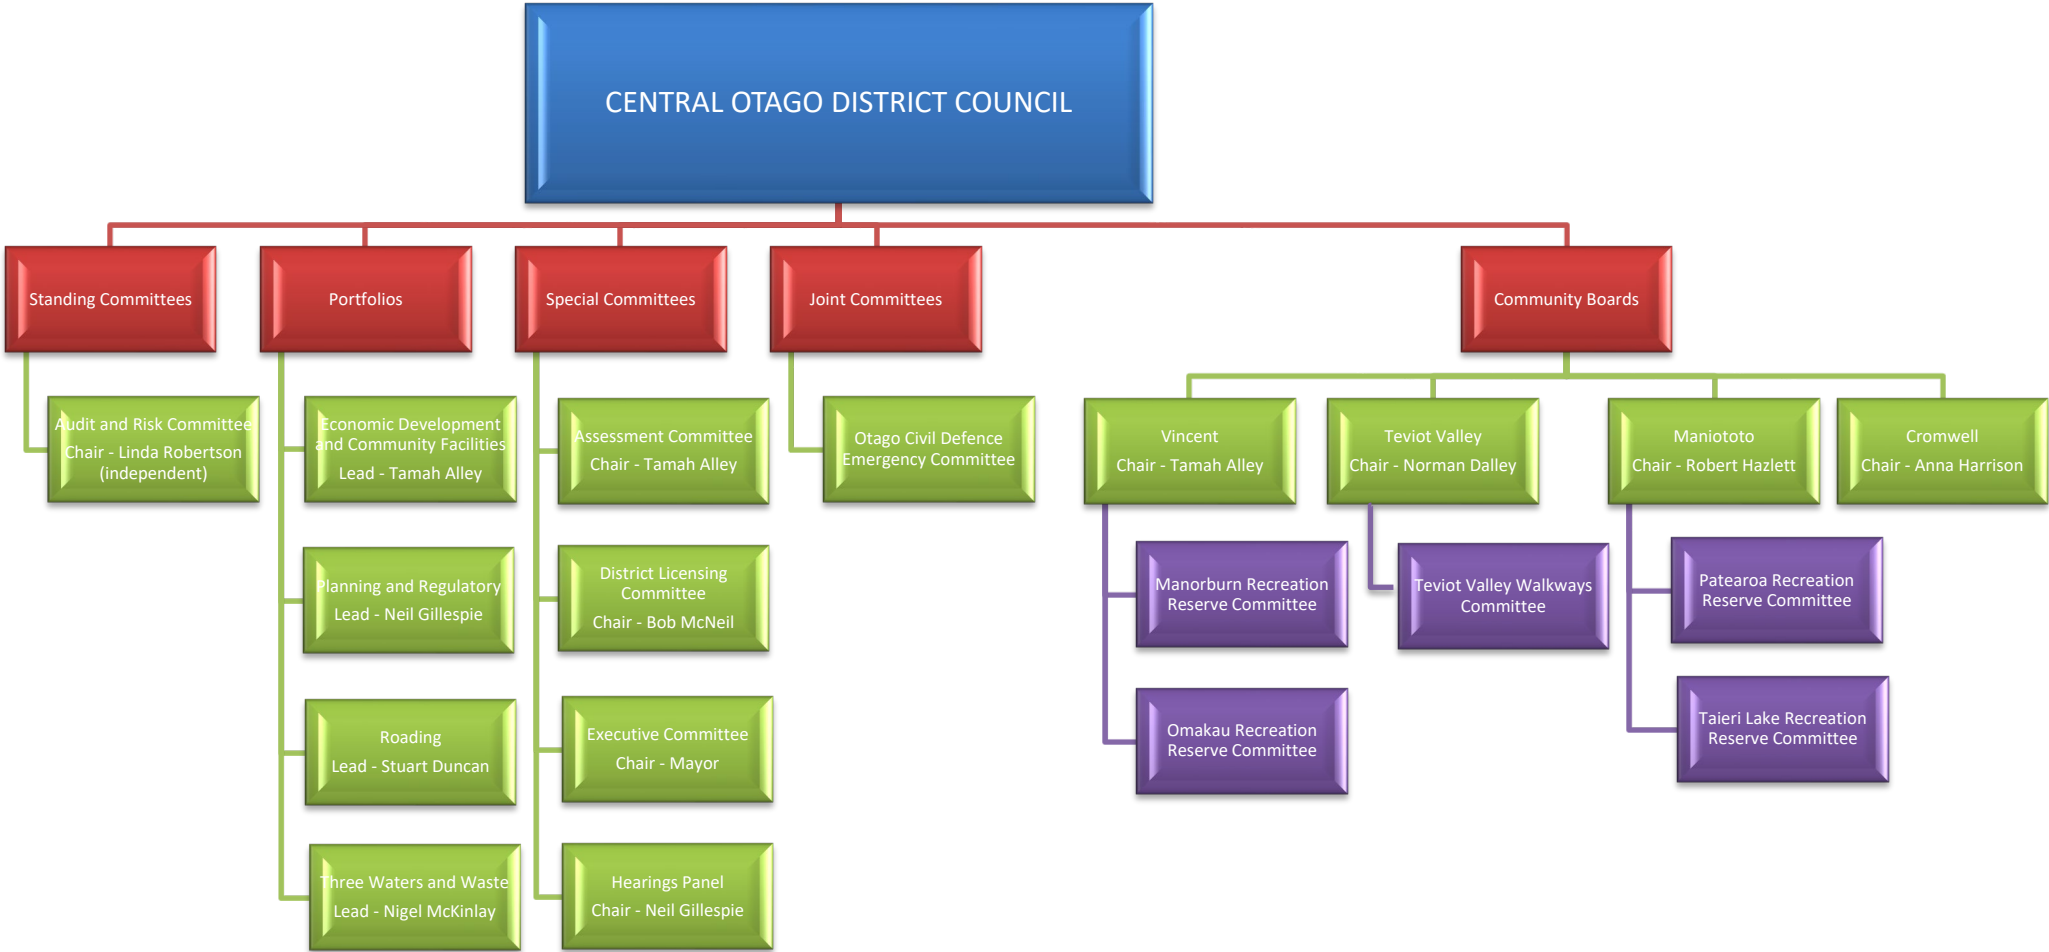 CENTRAL OTAGO DISTRICT COUNCIL
Standing Committees
Portfolios
Special Committees
Joint Committees
Community Boards
Audit and Risk Committee
Chair - Linda Robertson
(independent)
Economic Development
and Community Facilities
Lead - Tamah Alley
Planning and Regulatory
Lead - Neil Gillespie
Roading
Lead - Stuart Duncan
Three Waters and Waste
Lead - Nigel McKinlay
Assessment Committee
Chair - Tamah Alley
District Licensing
Committee
Chair - Bob McNeil
Executive Committee
Chair - Mayor
Hearings Panel
Chair - Neil Gillespie
Otago Civil Defence
Emergency Committee
Vincent
Chair - Tamah Alley
Manorburn Recreation
Reserve Committee
Omakau Recreation
Reserve Committee
Teviot Valley
Chair - Norman Dalley
Teviot Valley Walkways
Committee
Maniototo
Chair - Robert Hazlett
Patearoa Recreation
Reserve Committee
Taieri Lake Recreation
Reserve Committee
Cromwell
Chair - Anna Harrison